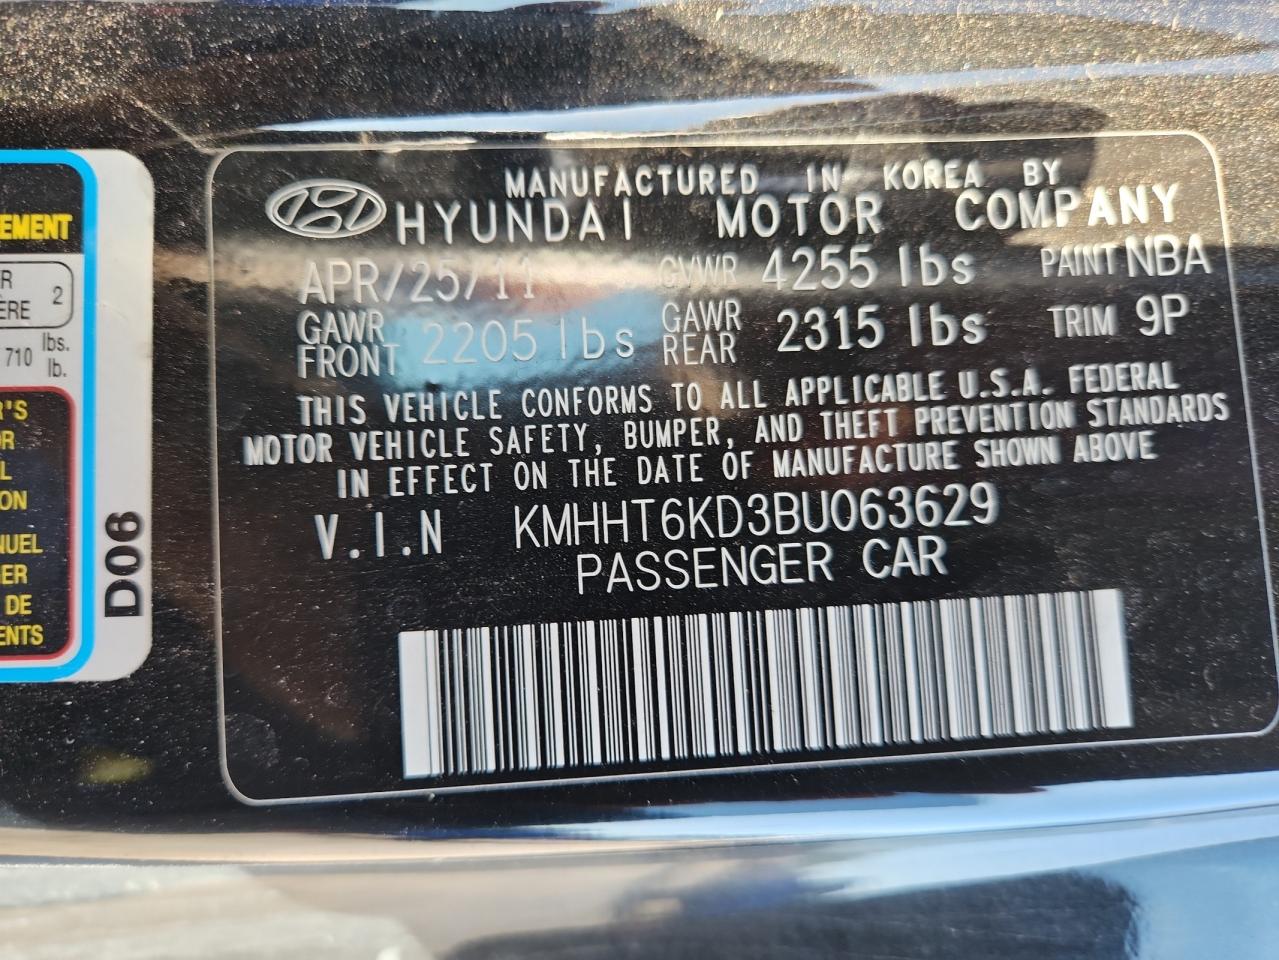 EMENT
R
ERE 2
710 lbs.
lb.
R'S
OR
L
ON
NUEL
ER
DE
ENTS
D06
MANUFACTURED IN KOREA BY
HYUNDAI MOTOR COMPANY
APR/25/11 GVWR 4255 lbs PAINT NBA
GAWR FRONT 2205 lbs GAWR REAR 2315 lbs TRIM 9P
THIS VEHICLE CONFORMS TO ALL APPLICABLE U.S.A. FEDERAL
MOTOR VEHICLE SAFETY, BUMPER, AND THEFT PREVENTION STANDARDS
IN EFFECT ON THE DATE OF MANUFACTURE SHOWN ABOVE
V.I.N KMHHT6KD3BU063629
PASSENGER CAR